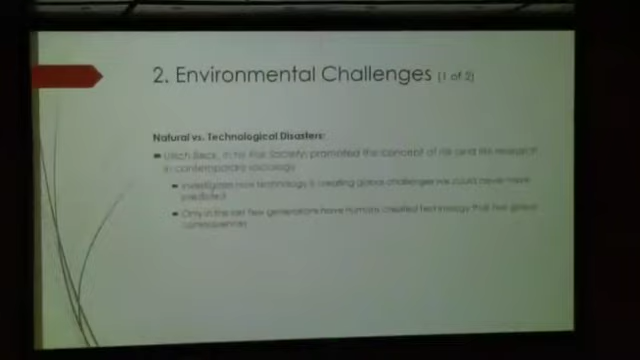 2. Environmental Challenges (1 of 2)
Natural vs. Technological Disasters:
Ulrich Beck, in his Risk Society, promoted the concept of risk and risk research
in contemporary sociology
Investigates how technology is creating global challenges we could never have
predicted
Only in the last few generations have humans created technology that has global
consequences